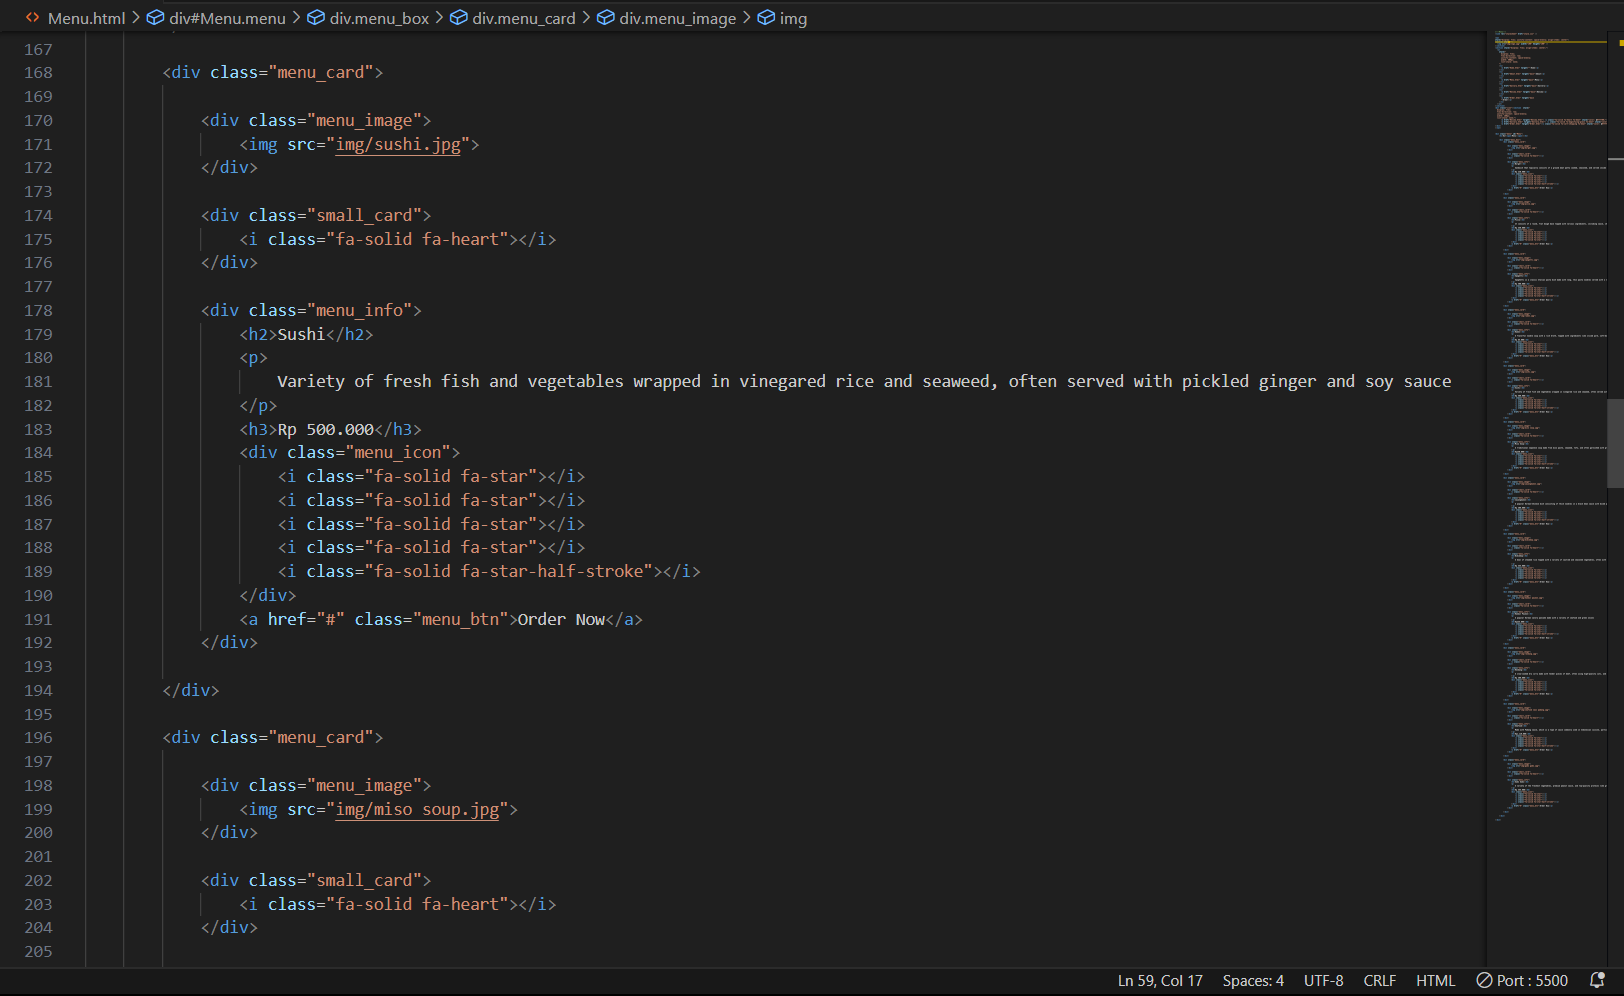 Menu.html > div#Menu.menu > div.menu_box > div.menu_card > div.menu_image > img
167
168 <div class="menu_card">
169
170 <div class="menu_image">
171 <img src="img/sushi.jpg">
172 </div>
173
174 <div class="small_card">
175 <i class="fa-solid fa-heart"></i>
176 </div>
177
178 <div class="menu_info">
179 <h2>Sushi</h2>
180 <p>
181 Variety of fresh fish and vegetables wrapped in vinegared rice and seaweed, often served with pickled ginger and soy sauce
182 </p>
183 <h3>Rp 500.000</h3>
184 <div class="menu_icon">
185 <i class="fa-solid fa-star"></i>
186 <i class="fa-solid fa-star"></i>
187 <i class="fa-solid fa-star"></i>
188 <i class="fa-solid fa-star"></i>
189 <i class="fa-solid fa-star-half-stroke"></i>
190 </div>
191 <a href="#" class="menu_btn">Order Now</a>
192 </div>
193
194 </div>
195
196 <div class="menu_card">
197
198 <div class="menu_image">
199 <img src="img/miso soup.jpg">
200 </div>
201
202 <div class="small_card">
203 <i class="fa-solid fa-heart"></i>
204 </div>
205
Ln 59, Col 17 Spaces: 4 UTF-8 CRLF HTML Port : 5500